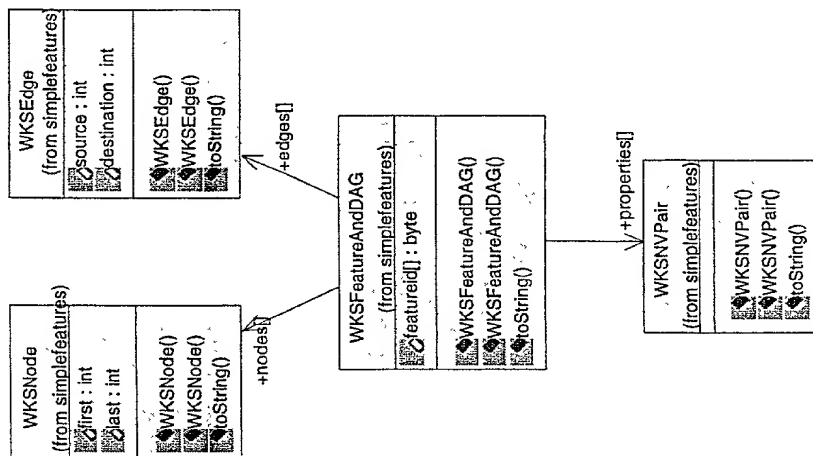 WKSNode
(from simplefeatures)
first : int
last : int
WKSNode()
WKSNode()
toString()
WKSEdge
(from simplefeatures)
source : int
destination : int
WKSEdge()
WKSEdge()
toString()
+nodes[]
+edges[]
WKSFeatureAndDAG
(from simplefeatures)
featureid[] : byte
WKSFeatureAndDAG()
WKSFeatureAndDAG()
toString()
+properties[]
WKSNVPair
(from simplefeatures)
WKSNVPair()
WKSNVPair()
toString()